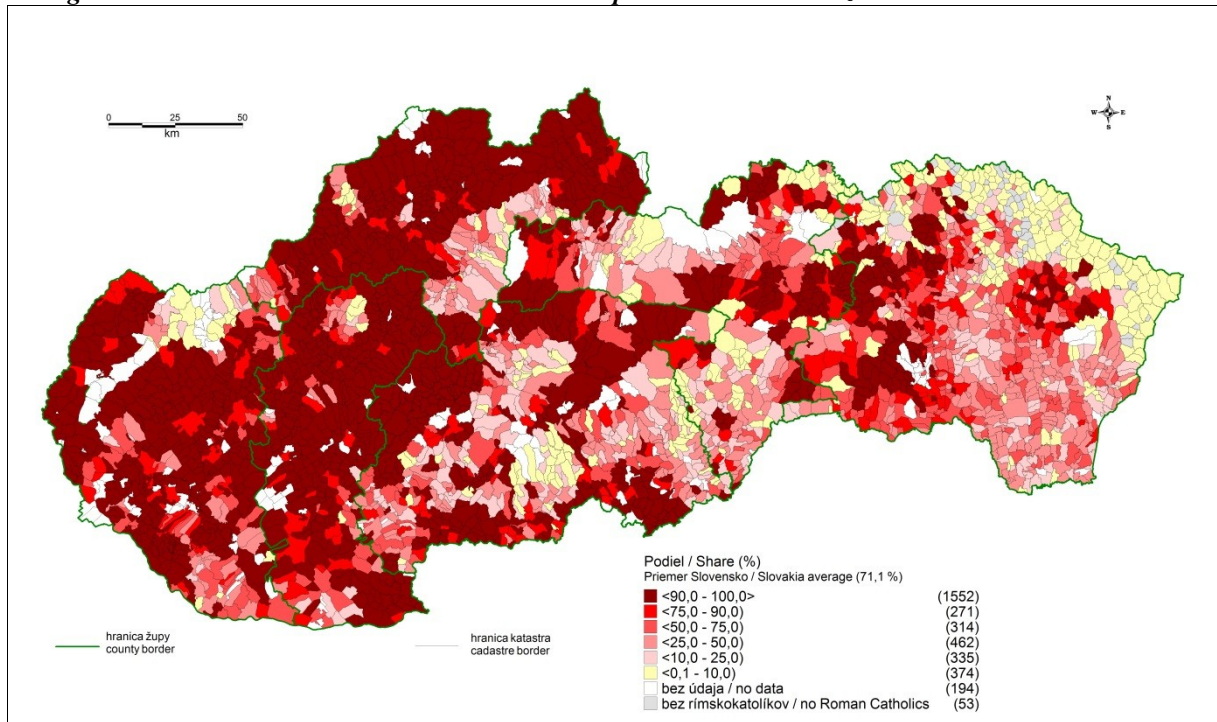 0 25 50
km
N
W E
S
Podiel / Share (%)
Priemer Slovensko / Slovakia average (71,1 %)
<90,0 - 100,0> (1552)
<75,0 - 90,0) (271)
<50,0 - 75,0) (314)
<25,0 - 50,0) (462)
<10,0 - 25,0) (335)
<0,1 - 10,0) (374)
bez údaja / no data (194)
bez rímskokatolíkov / no Roman Catholics (53)
hranica župy
county border
hranica katastra
cadastre border